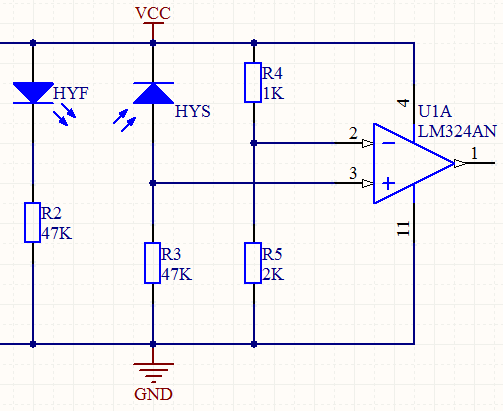 VCC
HYF
HYS
R4
1K
4
U1A
LM324AN
2
3
1
R2
47K
R3
47K
R5
2K
11
GND